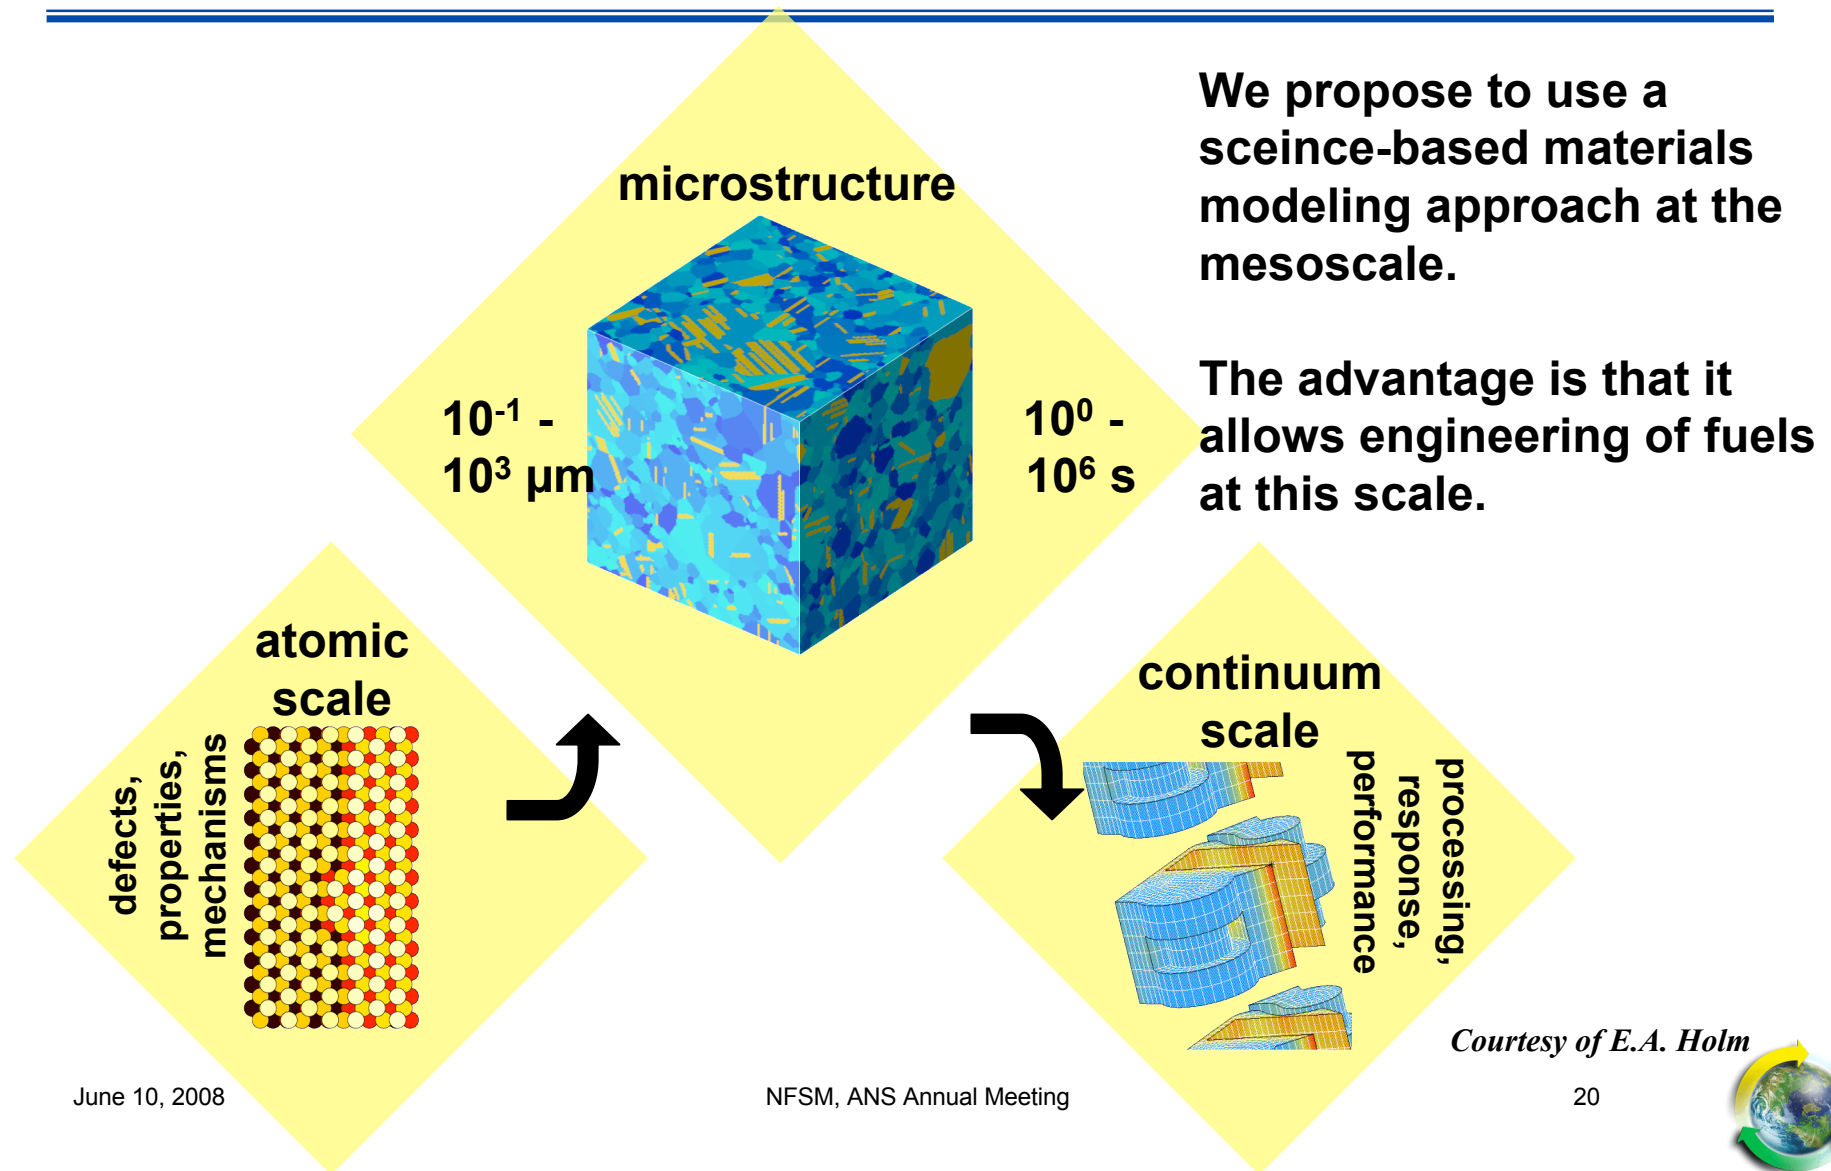 We propose to use a
sceince-based materials
modeling approach at the
mesoscale.
The advantage is that it
allows engineering of fuels
at this scale.
microstructure
10⁻¹ -
10³ µm
10⁰ -
10⁶ s
atomic
scale
defects,
properties,
mechanisms
continuum
scale
processing,
response,
performance
Courtesy of E.A. Holm
June 10, 2008
NFSM, ANS Annual Meeting
20